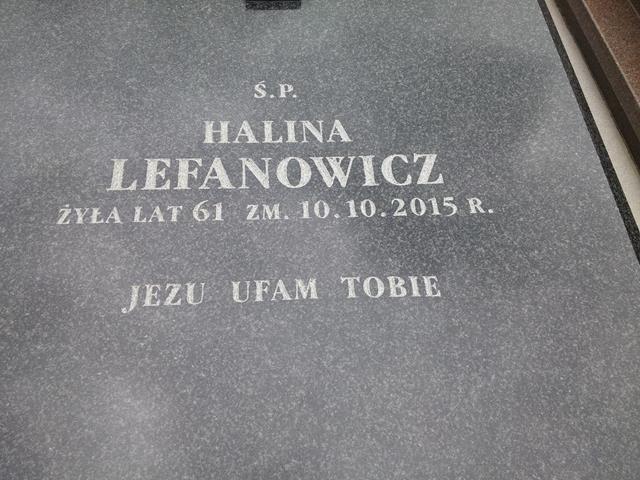 Ś.P.
HALINA
LEFANOWICZ
ŻYŁA LAT 61 ZM. 10.10.2015 R.
JEZU UFAM TOBIE